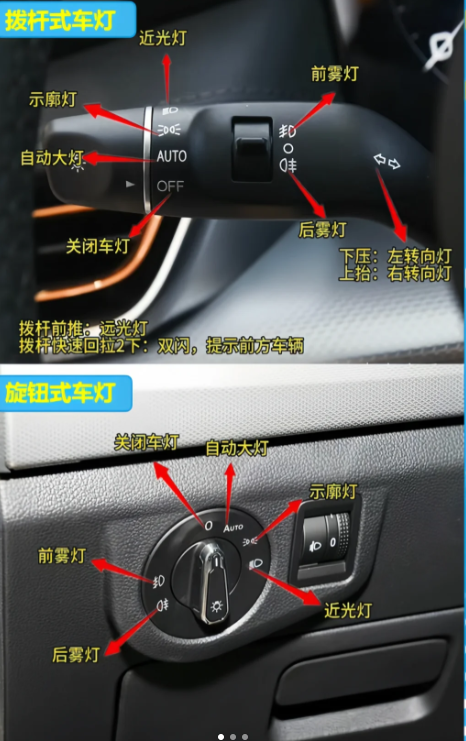 拨杆式车灯
近光灯
前雾灯
示廓灯
自动大灯
AUTO
OFF
后雾灯
关闭车灯
下压：左转向灯
上抬：右转向灯
拨杆前推：远光灯
拨杆快速回拉2下：双闪，提示前方车辆
旋钮式车灯
关闭车灯
自动大灯
示廓灯
O
AUTO
前雾灯
0
近光灯
后雾灯